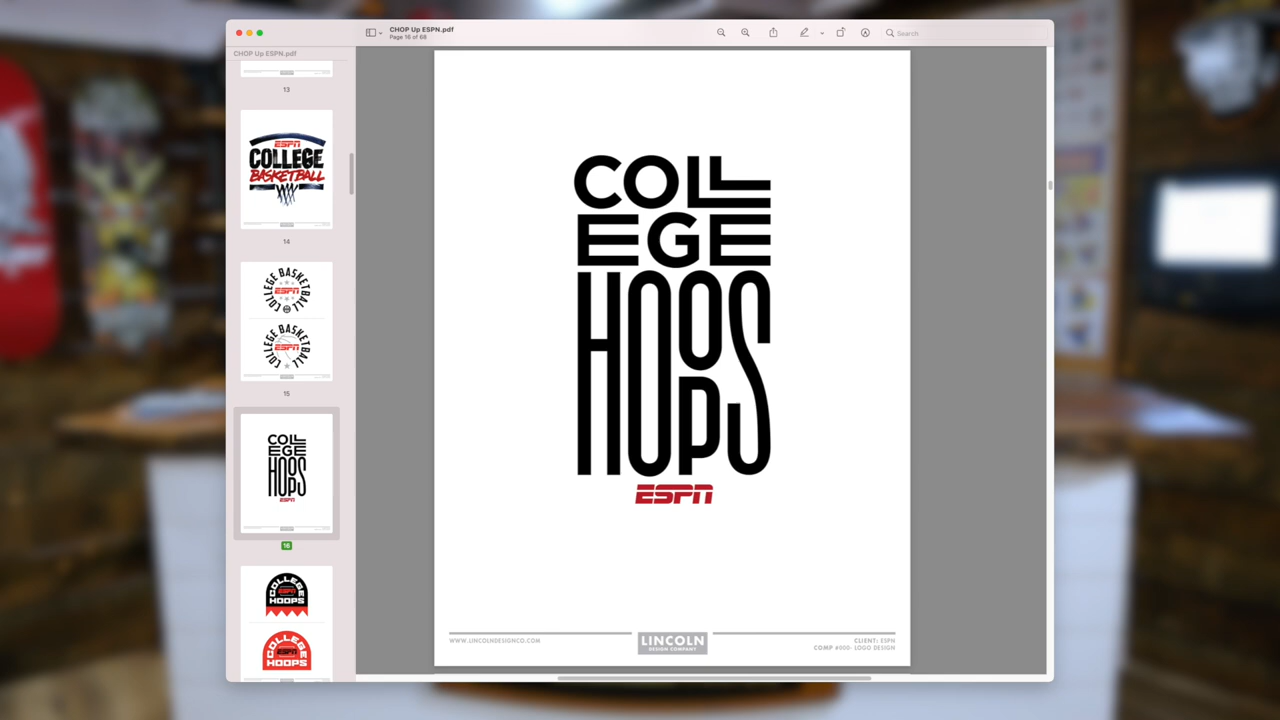 CHOP Up ESPN.pdf
Page 16 of 68
Search
CHOP Up ESPN.pdf
13
ESPN
COLLEGE
BASKETBALL
14
COLLEGE BASKETBALL
ESPN
COLLEGE BASKETBALL
ESPN
15
COLL
EGE
HOOPS
ESPN
16
COLLEGE
ESPN
HOOPS
COLLEGE
ESPN
HOOPS
COLL
EGE
HOOPS
ESPN
WWW.LINCOLNDESIGNCO.COM
LINCOLN
DESIGN COMPANY
CLIENT: ESPN
COMP #000- LOGO DESIGN